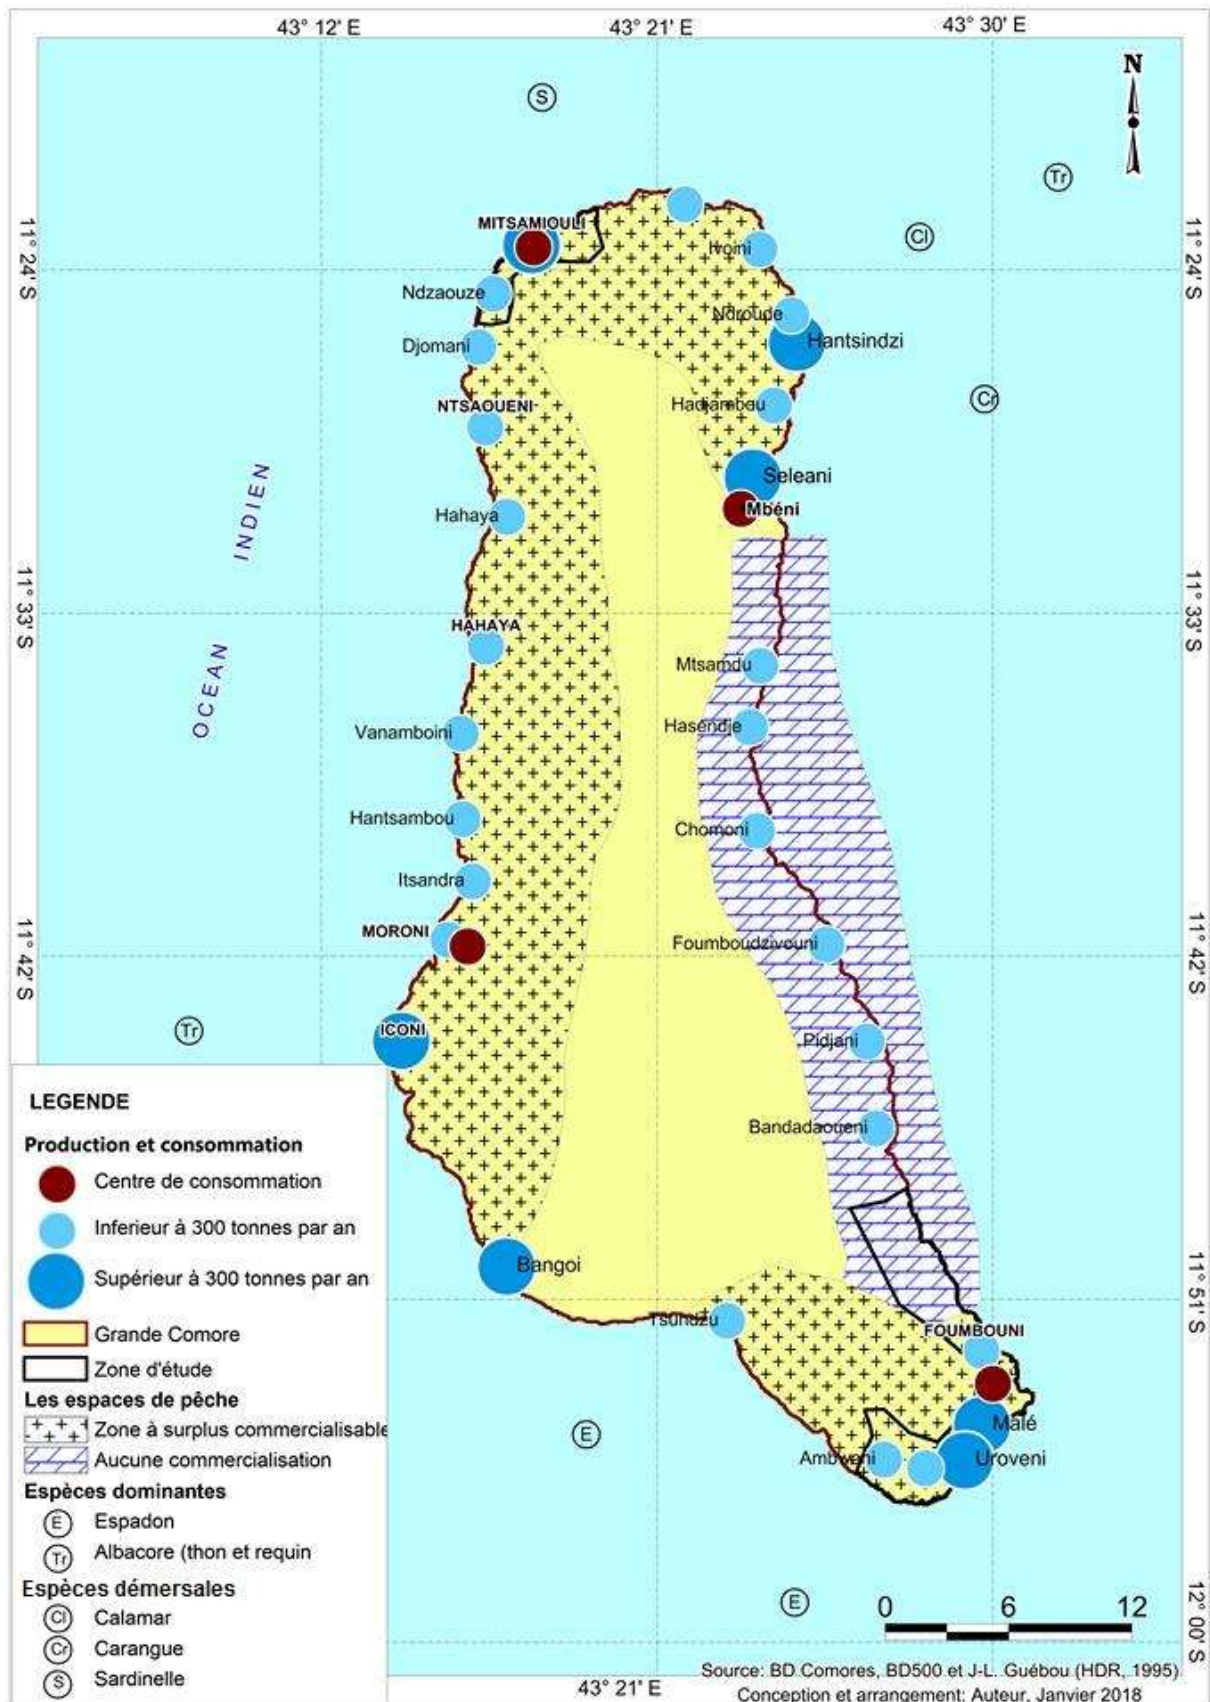 43° 12' E
43° 21' E
43° 30' E
N
S
Tr
Cl
Cr
11° 24' S
11° 24' S
MITSAMIOULI
Ivoini
Ndzaouze
Ndroude
Hantsindzi
Djomani
NTSAOUENI
Hadjambou
Seleani
Mbéni
Hahaya
OCEAN INDIEN
11° 33' S
11° 33' S
HAHAYA
Mtsamdu
Hasendje
Vanamboini
Hantsambou
Chomoni
Itsandra
MORONI
Foumboudzivouni
11° 42' S
11° 42' S
Tr
ICONI
Pidjani
Bandadaoueni
Bangoi
11° 51' S
Tsunuzu
FOUMBOUNI
Malé
Ambweni
Uroveni
E
E
12° 00' S
LEGENDE
Production et consommation
Centre de consommation
Inferieur à 300 tonnes par an
Supérieur à 300 tonnes par an
Grande Comore
Zone d'étude
Les espaces de pêche
Zone à surplus commercialisable
Aucune commercialisation
Espèces dominantes
E Espadon
Tr Albacore (thon et requin
Espèces démersales
Cl Calamar
Cr Carangue
S Sardinelle
0 6 12
Source: BD Comores, BD500 et J-L. Guébou (HDR, 1995)
Conception et arrangement: Auteur, Janvier 2018
43° 21' E